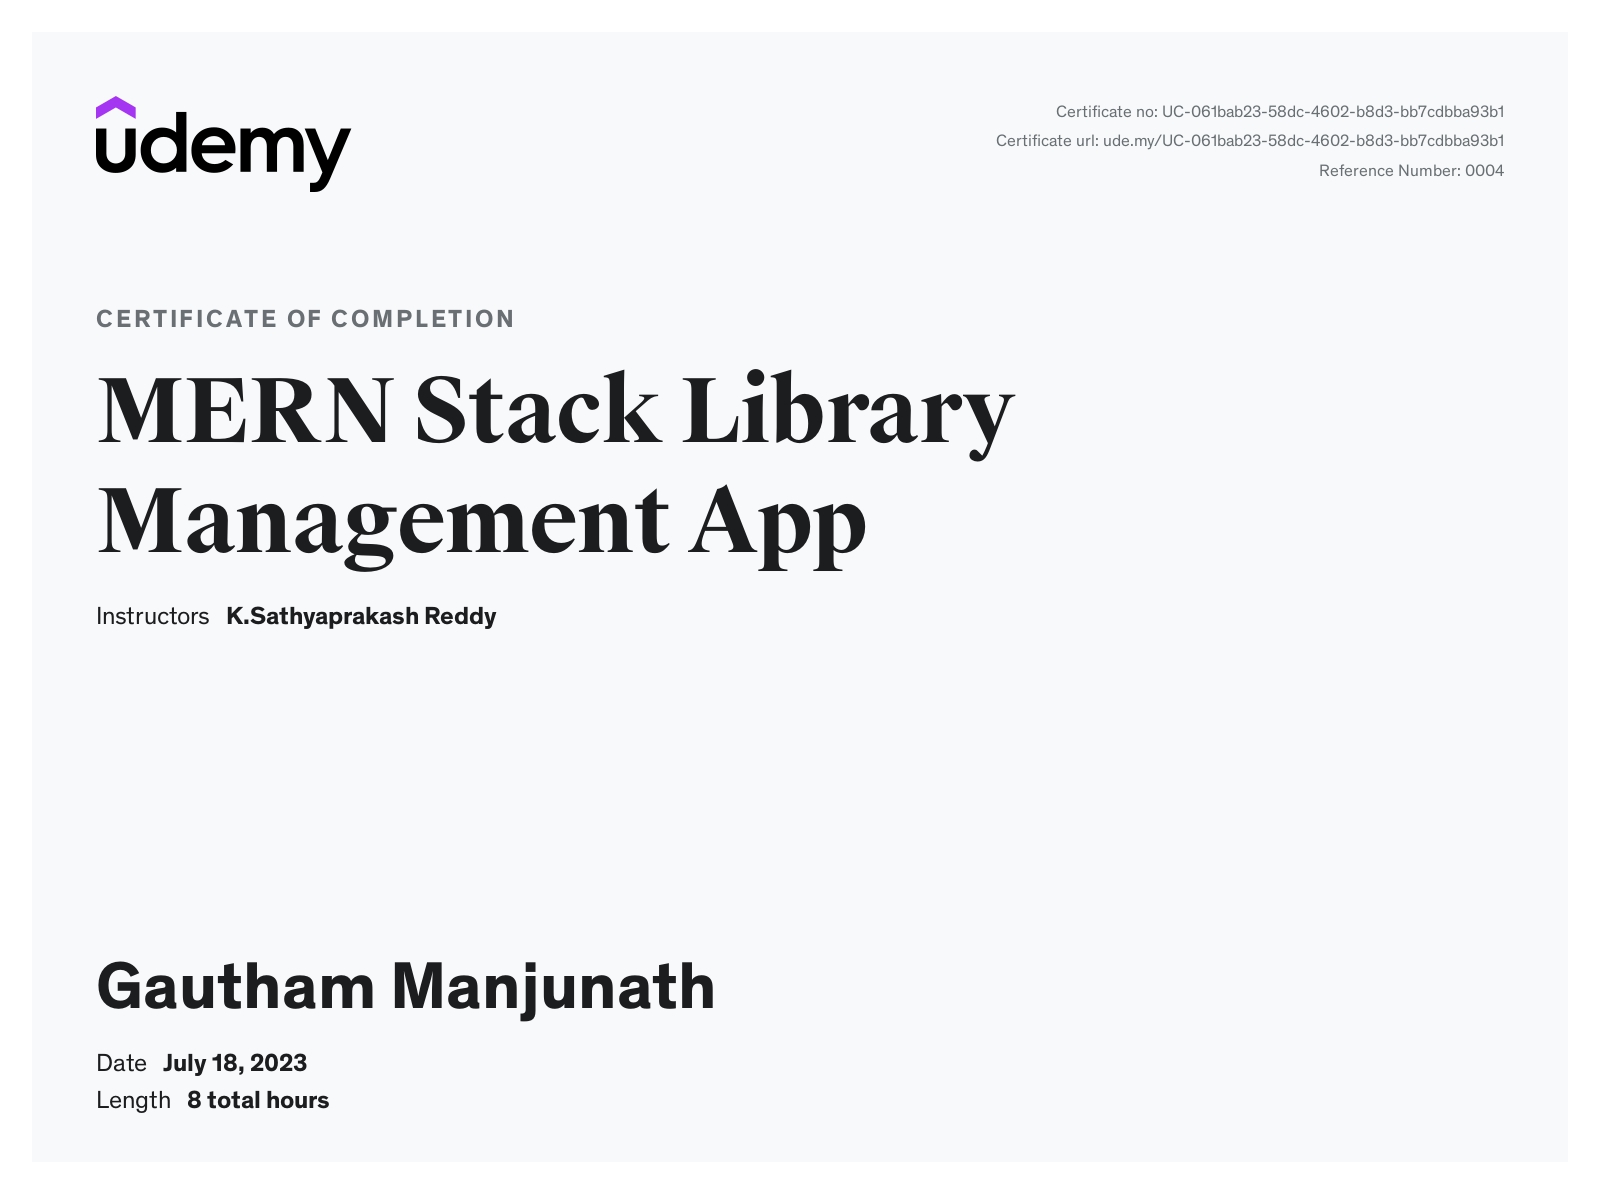 udemy
Certificate no: UC-061bab23-58dc-4602-b8d3-bb7cdbba93b1
Certificate url: ude.my/UC-061bab23-58dc-4602-b8d3-bb7cdbba93b1
Reference Number: 0004
CERTIFICATE OF COMPLETION
MERN Stack Library
Management App
Instructors K.Sathyaprakash Reddy
Gautham Manjunath
Date July 18, 2023
Length 8 total hours